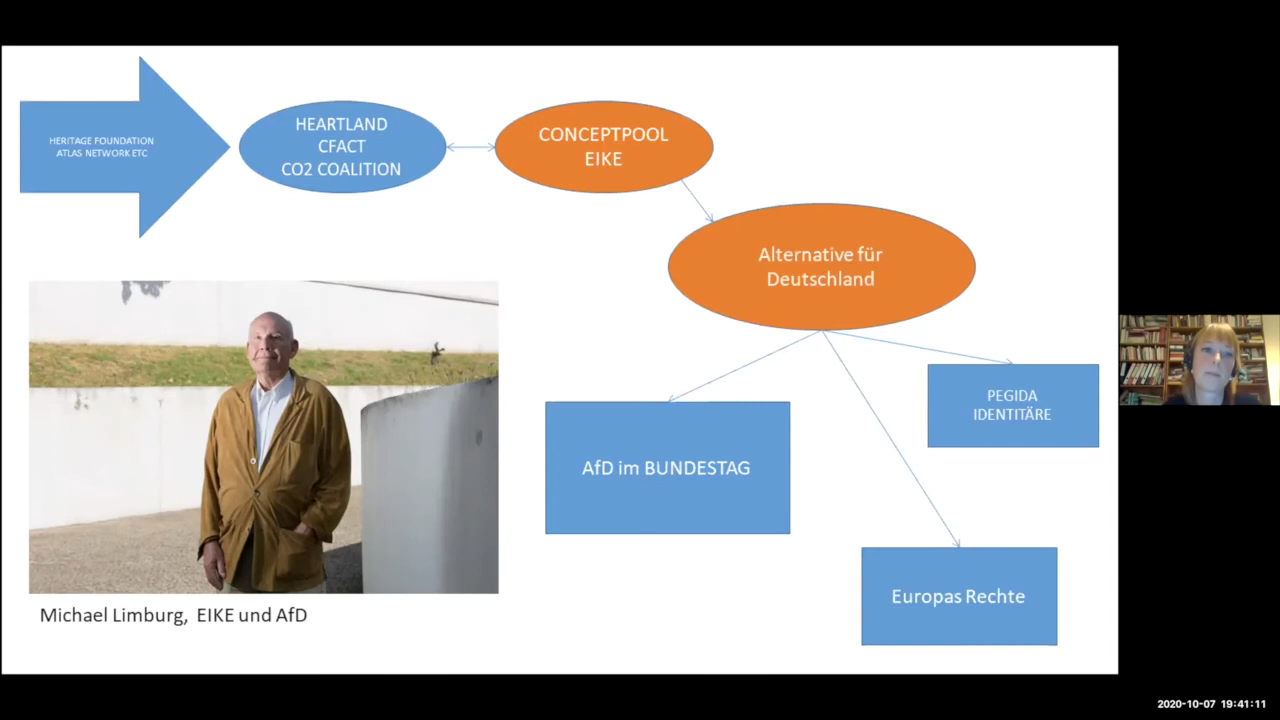 HERITAGE FOUNDATION
ATLAS NETWORK ETC
HEARTLAND
CFACT
CO2 COALITION
CONCEPTPOOL
EIKE
Alternative für
Deutschland
PEGIDA
IDENTITÄRE
AfD im BUNDESTAG
Europas Rechte
Michael Limburg, EIKE und AfD
2020-10-07 19:41:11